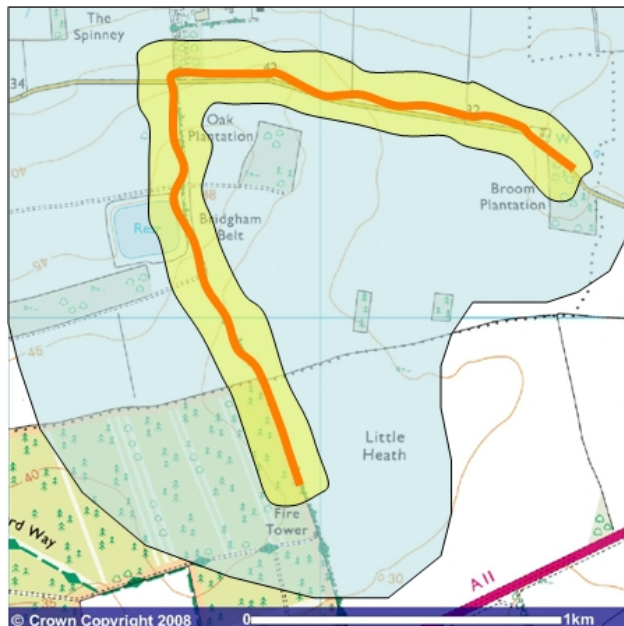 The
Spinney
34
42
32
Oak
Plantation
W
40
Broom
Plantation
48
Bridgham
Belt
Res
45
45
Little
Heath
40
Fire
Tower
rd Way
30
35
A11
© Crown Copyright 2008
0
1km